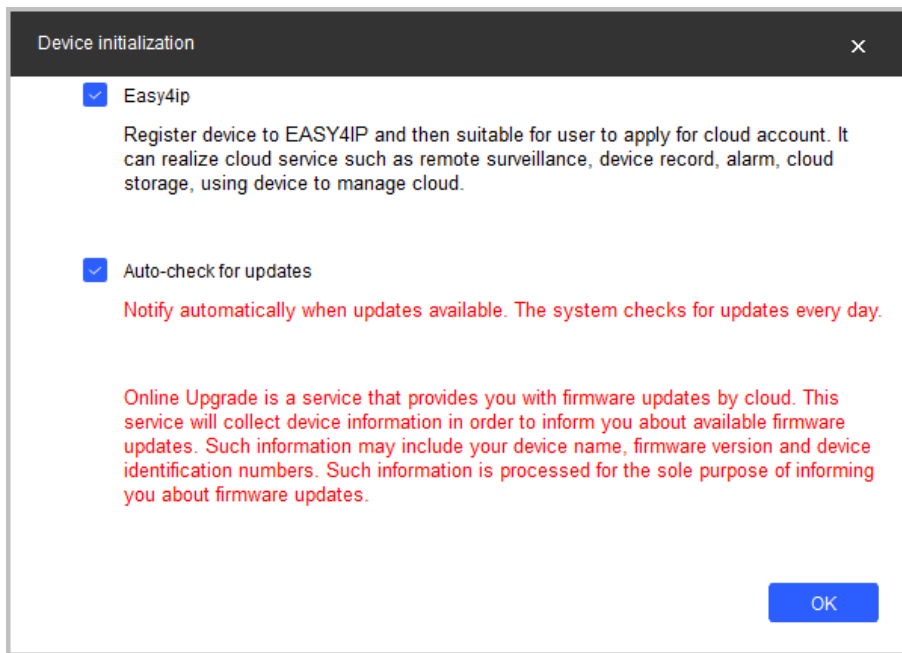 Device initialization
Easy4ip
Register device to EASY4IP and then suitable for user to apply for cloud account. It
can realize cloud service such as remote surveillance, device record, alarm, cloud
storage, using device to manage cloud.
Auto-check for updates
Notify automatically when updates available. The system checks for updates every day.
Online Upgrade is a service that provides you with firmware updates by cloud. This
service will collect device information in order to inform you about available firmware
updates. Such information may include your device name, firmware version and device
identification numbers. Such information is processed for the sole purpose of informing
you about firmware updates.
OK